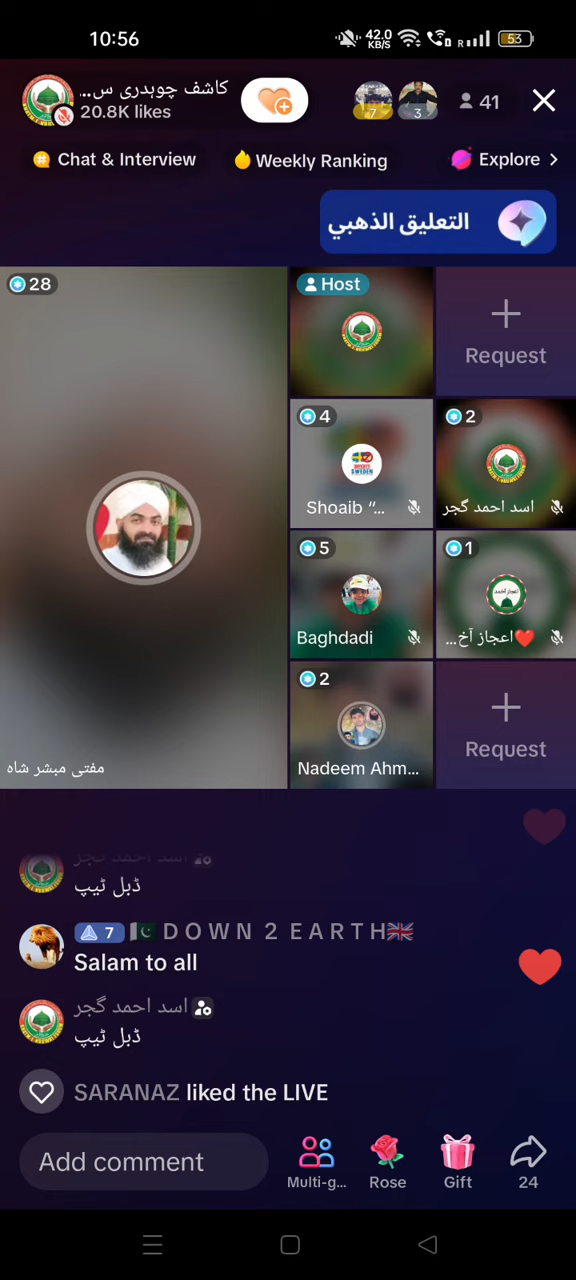 10:56
42.0
KB/S
R
53
کاشف چوہدری س...
20.8K likes
7
3
41
Chat & Interview
Weekly Ranking
Explore
التعليق الذهبي
28
Host
Request
4
Shoaib “...
2
اسد احمد گجر
5
Baghdadi
1
❤️اعجاز آخ...
2
Nadeem Ahm...
Request
مفتی مبشر شاہ
اسد احمد گجر
ڈبل ٹیپ
7 🇵🇰 D O W N 2 E A R T H🇬🇧
Salam to all
اسد احمد گجر
ڈبل ٹیپ
SARANAZ liked the LIVE
Add comment
Multi-g...
Rose
Gift
24